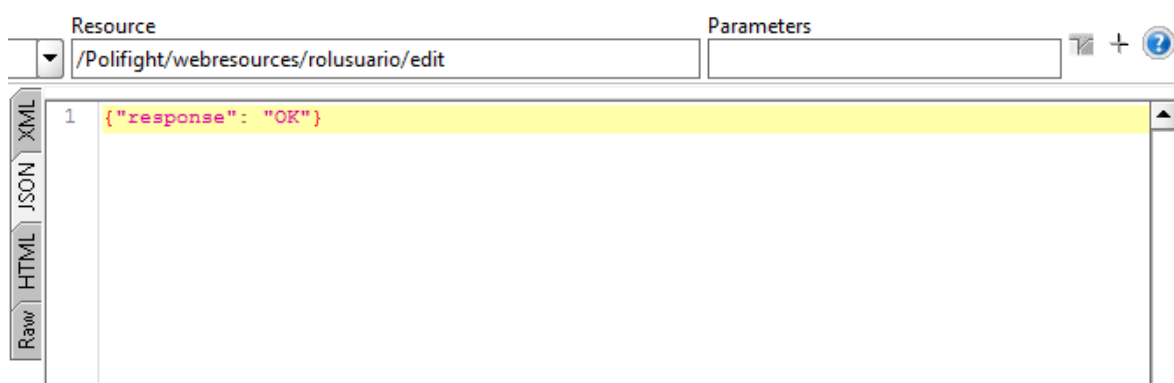 Resource Parameters
/Polifight/webresources/rolusuario/edit
XML
1 {"response": "OK"}
JSON
HTML
Raw